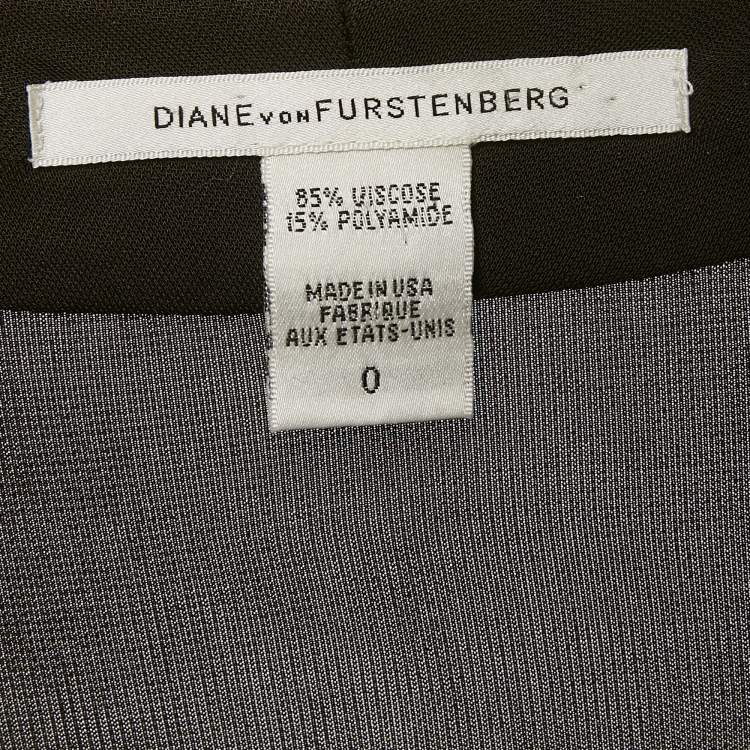 DIANE VON FURSTENBERG
85% VISCOSE
15% POLYAMIDE
MADE IN USA
FABRIQUE
AUX ETATS-UNIS
0